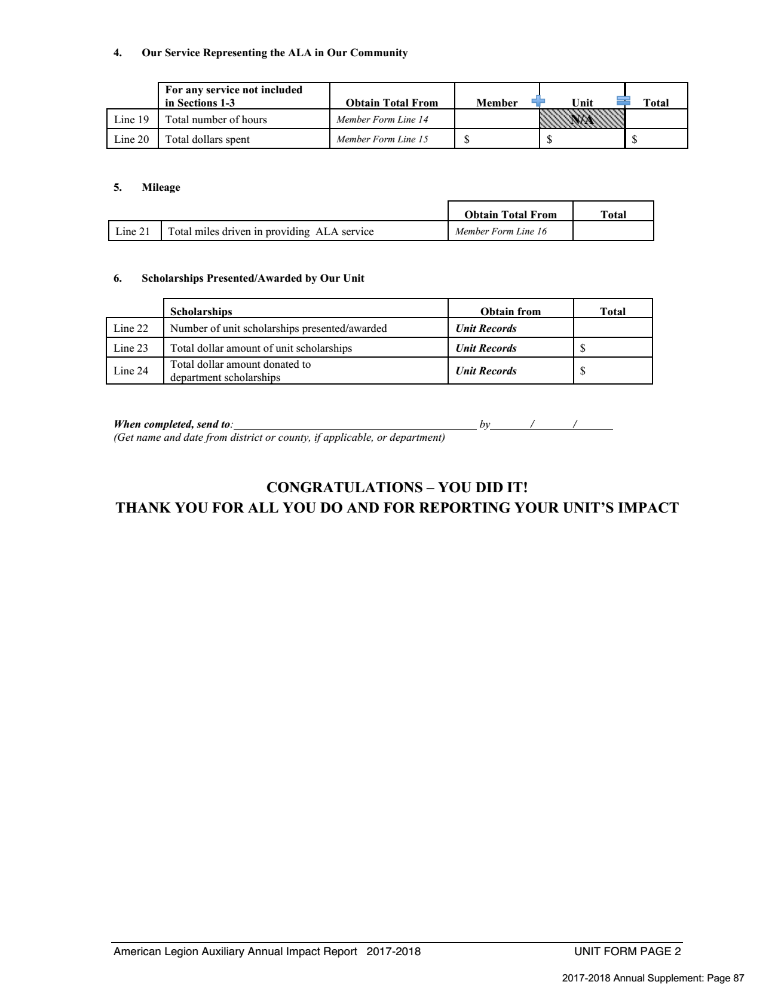 4. Our Service Representing the ALA in Our Community
For any service not included
in Sections 1-3 Obtain Total From Member Unit Total
Line 19 Total number of hours Member Form Line 14 N/A
Line 20 Total dollars spent Member Form Line 15 $ $ $
5. Mileage
Obtain Total From Total
Line 21 Total miles driven in providing ALA service Member Form Line 16
6. Scholarships Presented/Awarded by Our Unit
Scholarships Obtain from Total
Line 22 Number of unit scholarships presented/awarded Unit Records
Line 23 Total dollar amount of unit scholarships Unit Records $
Line 24 Total dollar amount donated to
department scholarships Unit Records $
When completed, send to: by / /
(Get name and date from district or county, if applicable, or department)
CONGRATULATIONS – YOU DID IT!
THANK YOU FOR ALL YOU DO AND FOR REPORTING YOUR UNIT’S IMPACT
American Legion Auxiliary Annual Impact Report 2017-2018 UNIT FORM PAGE 2
2017-2018 Annual Supplement: Page 87